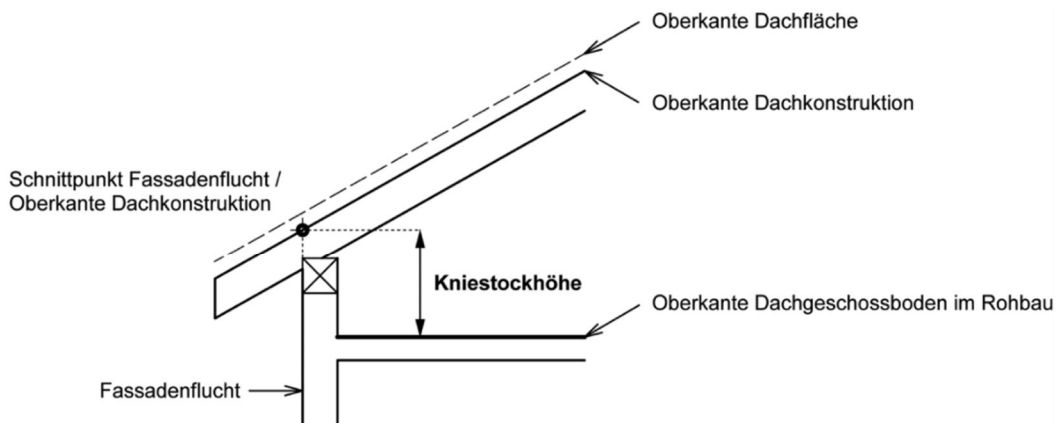 Oberkante Dachfläche
Oberkante Dachkonstruktion
Schnittpunkt Fassadenflucht /
Oberkante Dachkonstruktion
Kniestockhöhe
Oberkante Dachgeschossboden im Rohbau
Fassadenflucht